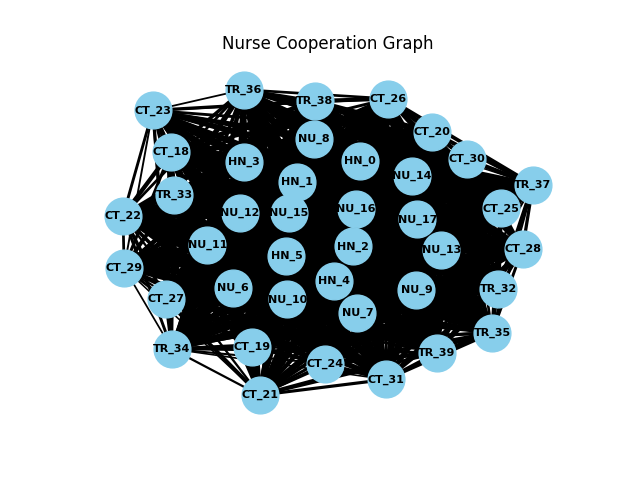 Nurse Cooperation Graph
TR_36
TR_38
CT_26
CT_23
CT_20
NU_8
CT_18
HN_3
HN_0
CT_30
NU_14
HN_1
TR_37
TR_33
CT_25
NU_12
NU_15
NU_16
CT_22
NU_17
NU_11
HN_2
NU_13
CT_28
HN_5
CT_29
HN_4
NU_6
NU_9
TR_32
CT_27
NU_10
NU_7
TR_35
TR_34
CT_19
TR_39
CT_24
CT_31
CT_21